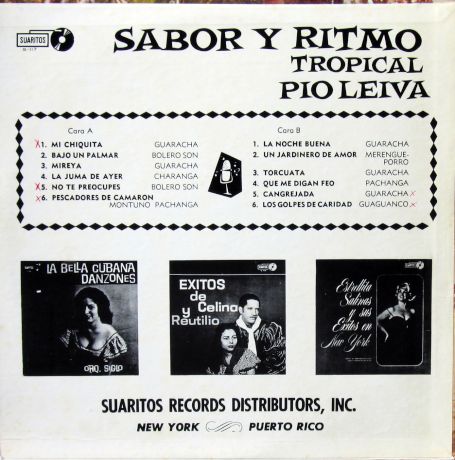 SUARITOS
S-117
SABOR Y RITMO
TROPICAL
PIO LEIVA
Cara A
1. MI CHIQUITA GUARACHA
2. BAJO UN PALMAR BOLERO SON
3. MIREYA GUARACHA
4. LA JUMA DE AYER CHARANGA
5. NO TE PREOCUPES BOLERO SON
6. PESCADORES DE CAMARON
MONTUNO PACHANGA
Cara B
1. LA NOCHE BUENA GUARACHA
2. UN JARDINERO DE AMOR MERENGUE-
PORRO
3. TORCUATA GUARACHA
4. QUE ME DIGAN FEO PACHANGA
5. CANGREJADA GUARACHA
6. LOS GOLPES DE CARIDAD GUAGUANCO
LA BELLA CUBANA
DANZONES
ORQ. SIGLO
EXITOS
de
Celina
y
Reutilio
Estrellita
Salinas
y sus
Exitos en
New York
SUARITOS RECORDS DISTRIBUTORS, INC.
NEW YORK PUERTO RICO